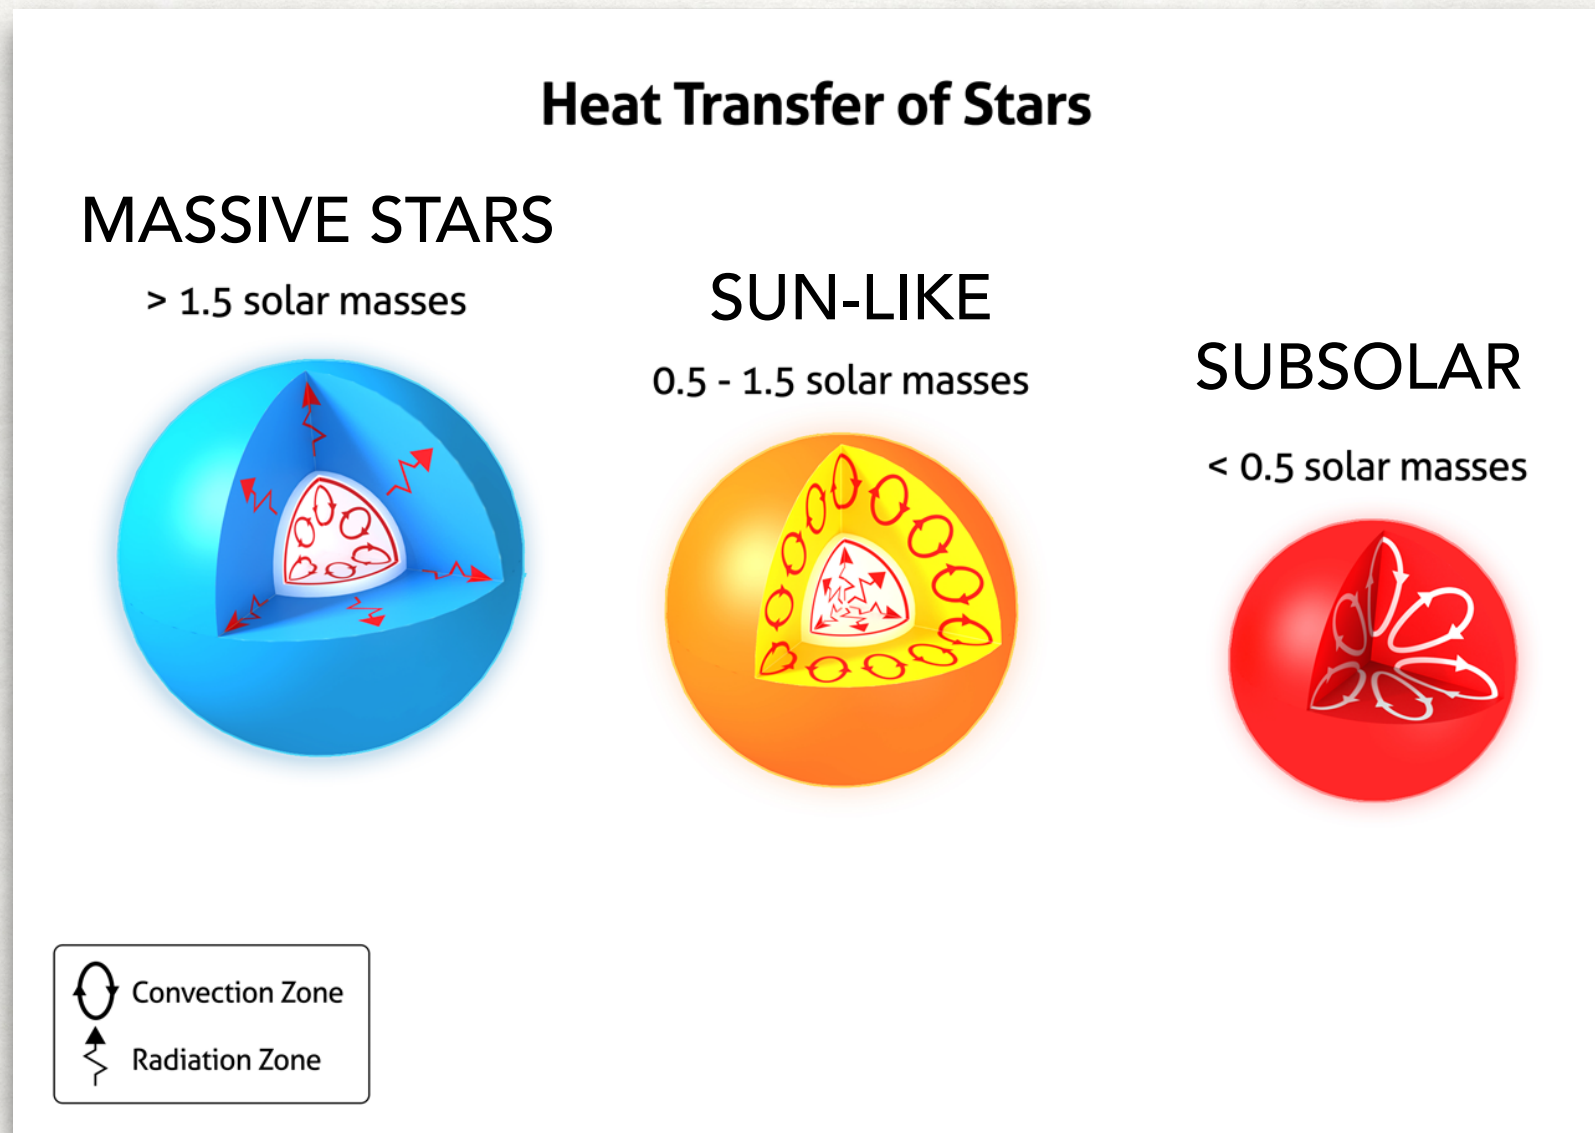 Heat Transfer of Stars
MASSIVE STARS
> 1.5 solar masses
SUN-LIKE
0.5 - 1.5 solar masses
SUBSOLAR
< 0.5 solar masses
Convection Zone
Radiation Zone